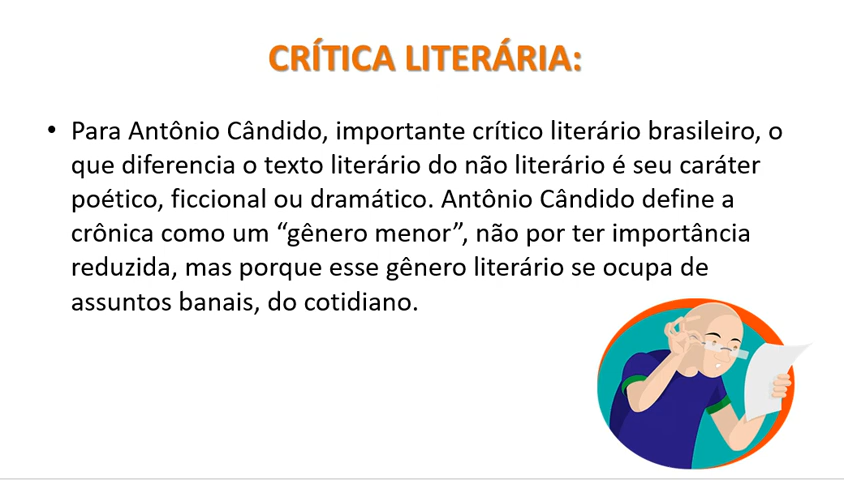 CRÍTICA LITERÁRIA:
• Para Antônio Cândido, importante crítico literário brasileiro, o
que diferencia o texto literário do não literário é seu caráter
poético, ficcional ou dramático. Antônio Cândido define a
crônica como um “gênero menor”, não por ter importância
reduzida, mas porque esse gênero literário se ocupa de
assuntos banais, do cotidiano.